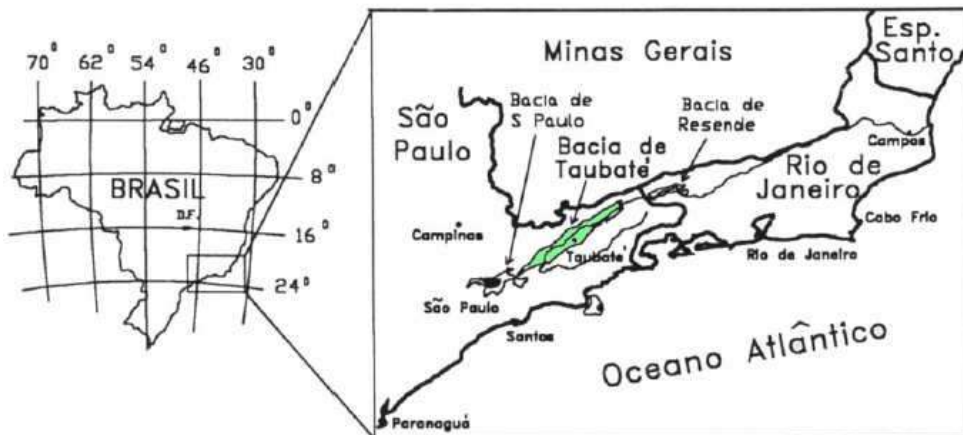 70° 62° 54° 46° 30°
0°
8°
BRASIL
D.F.
16°
24°
Minas Gerais
Esp.
Santo
São
Paulo
Bacia de
S Paulo
Bacia de
Resende
Bacia de
Taubaté
Campos
Rio de
Janeiro
Campinas
Taubaté
Cabo Frio
Rio de Janeiro
São Paulo
Santos
Oceano Atlântico
Paranaguá